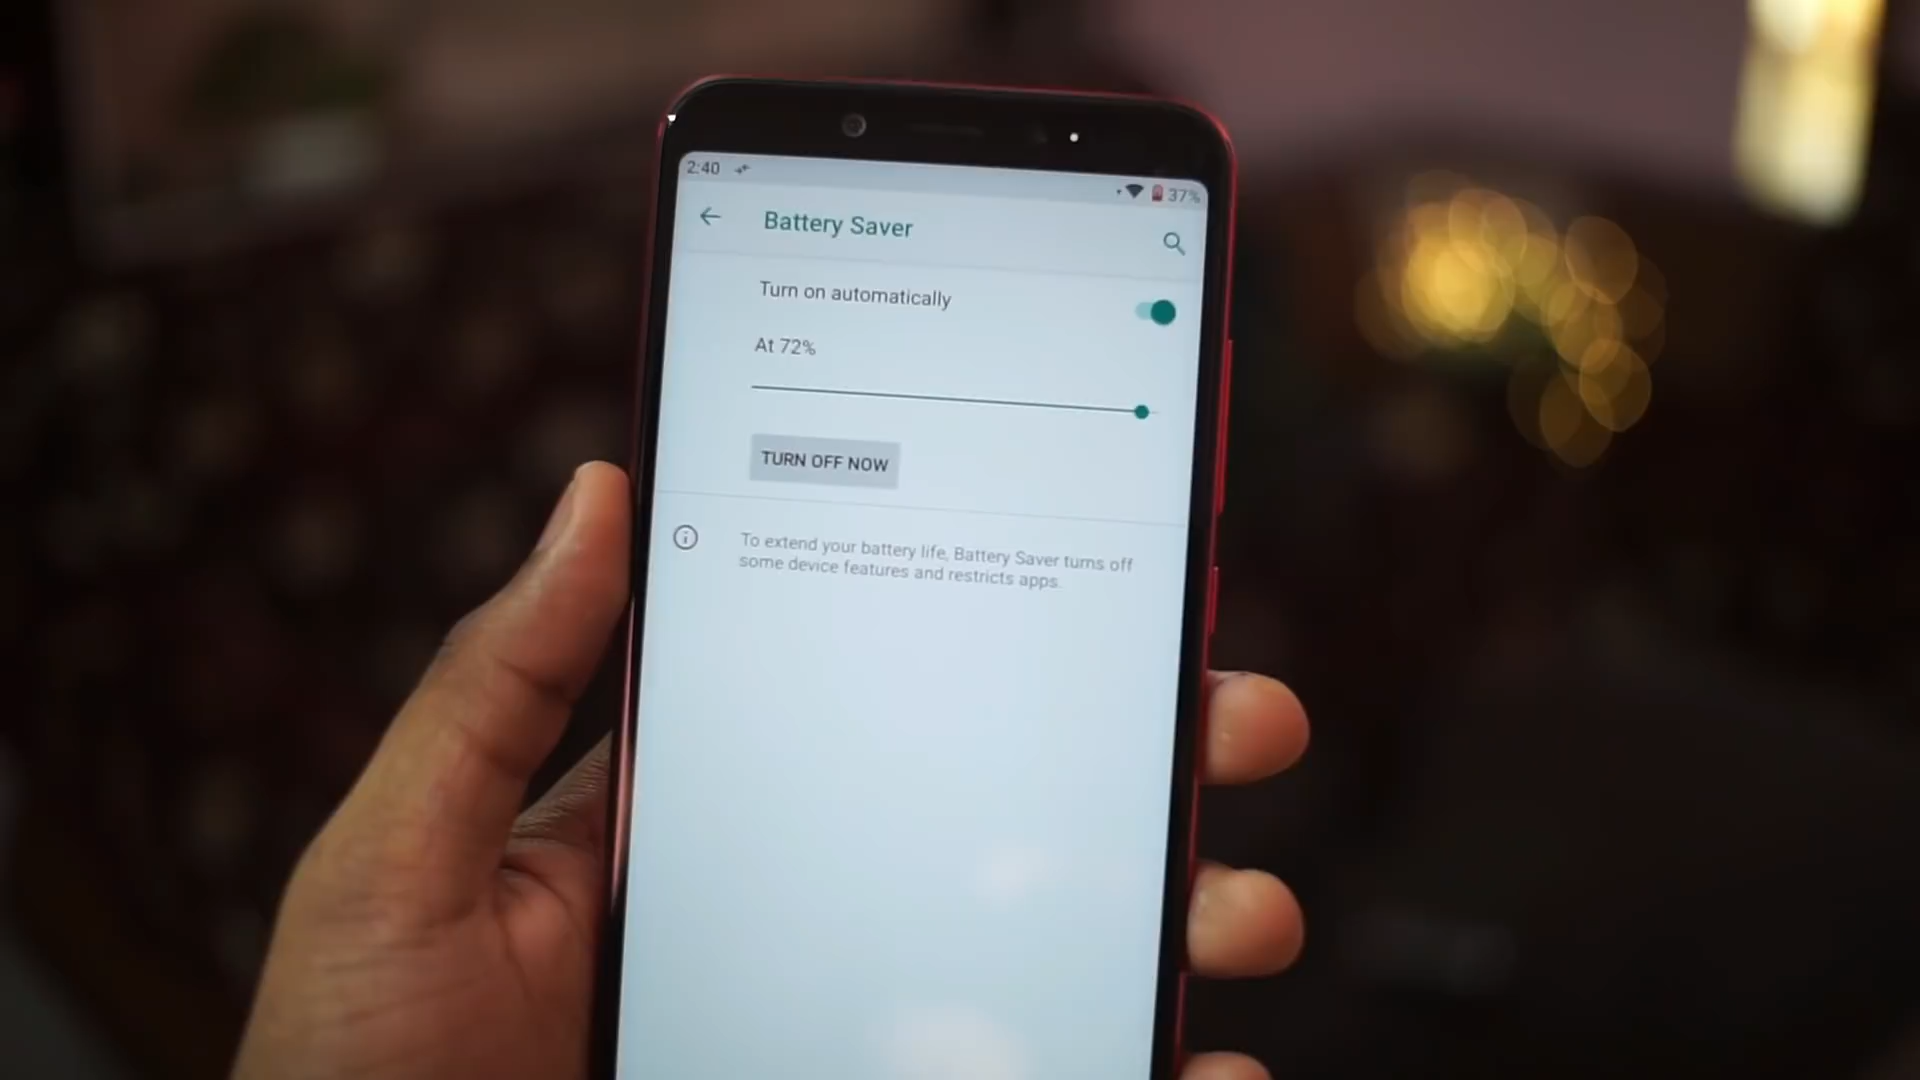 2:40
37%
Battery Saver
Turn on automatically
At 72%
TURN OFF NOW
To extend your battery life, Battery Saver turns off
some device features and restricts apps.